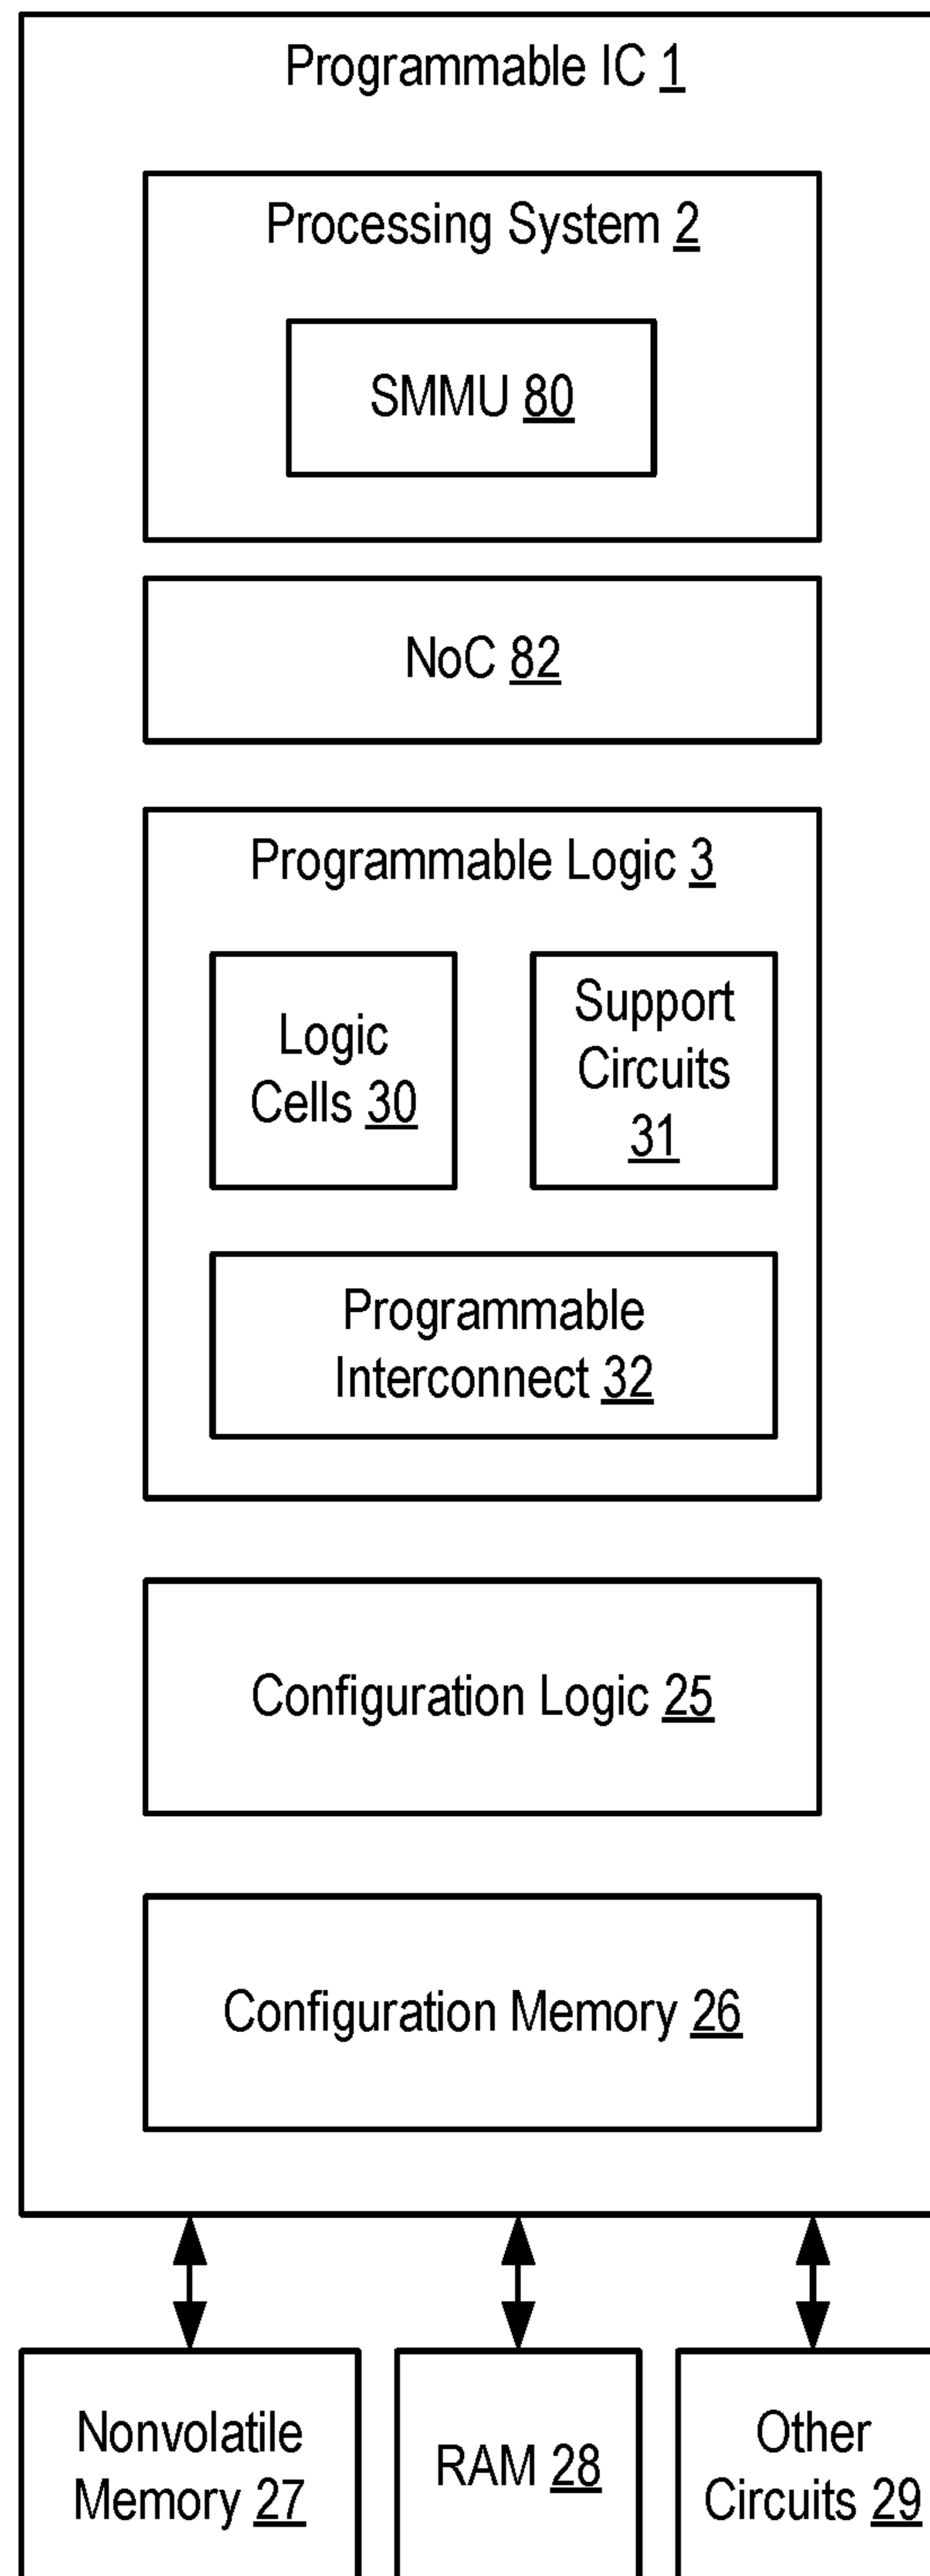 Programmable IC 1
Processing System 2
SMMU 80
NoC 82
Programmable Logic 3
Logic
Cells 30
Support
Circuits
31
Programmable
Interconnect 32
Configuration Logic 25
Configuration Memory 26
Nonvolatile
Memory 27
RAM 28
Other
Circuits 29